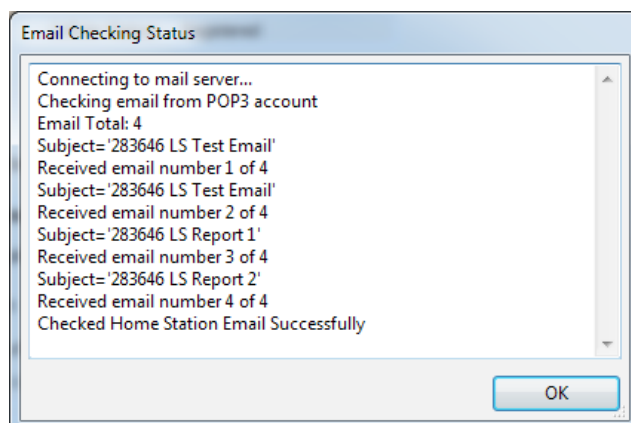 Email Checking Status
Connecting to mail server...
Checking email from POP3 account
Email Total: 4
Subject='283646 LS Test Email'
Received email number 1 of 4
Subject='283646 LS Test Email'
Received email number 2 of 4
Subject='283646 LS Report 1'
Received email number 3 of 4
Subject='283646 LS Report 2'
Received email number 4 of 4
Checked Home Station Email Successfully
OK